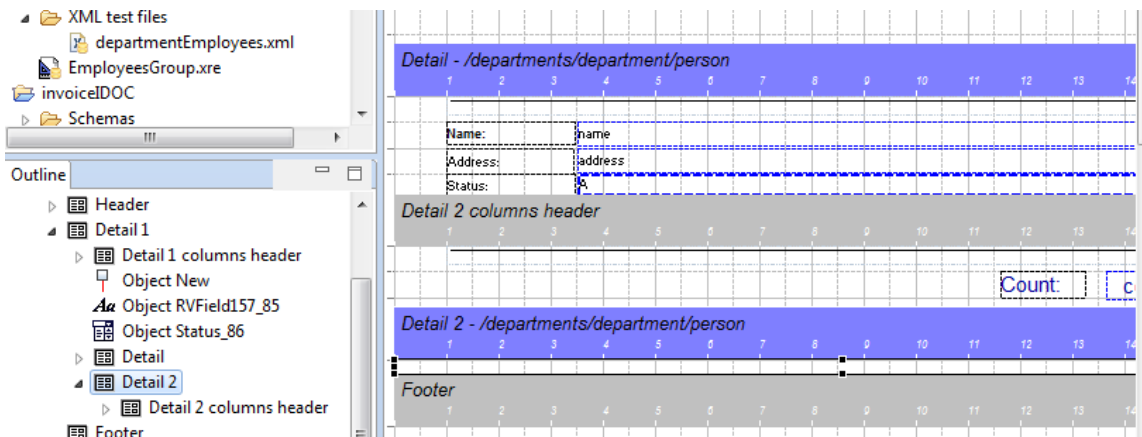 XML test files
departmentEmployees.xml
EmployeesGroup.xre
invoiceIDOC
Schemas
Outline
Header
Detail 1
Detail 1 columns header
Object New
Aa Object RVField157_85
Object Status_86
Detail
Detail 2
Detail 2 columns header
Footer
Detail - /departments/department/person
1 2 3 4 5 6 7 8 9 10 11 12 13 14
Name: name
Address: address
Status: A
Detail 2 columns header
1 2 3 4 5 6 7 8 9 10 11 12 13 14
Count: c
Detail 2 - /departments/department/person
1 2 3 4 5 6 7 8 9 10 11 12 13 14
Footer
1 2 3 4 5 6 7 8 9 10 11 12 13 14